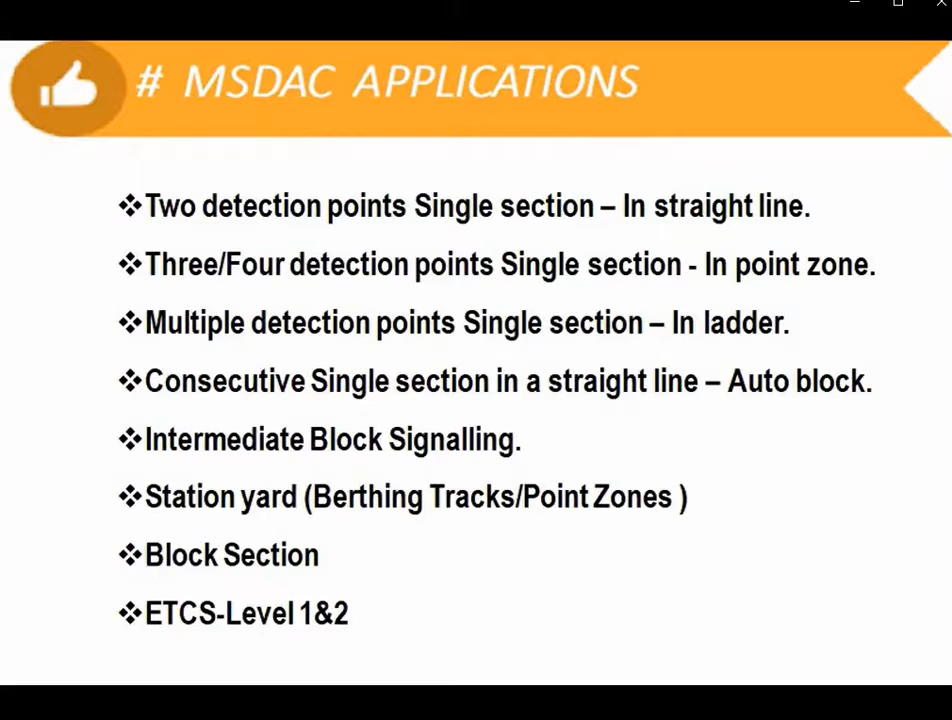 # MSDAC APPLICATIONS
❖Two detection points Single section – In straight line.
❖Three/Four detection points Single section - In point zone.
❖Multiple detection points Single section – In ladder.
❖Consecutive Single section in a straight line – Auto block.
❖Intermediate Block Signalling.
❖Station yard (Berthing Tracks/Point Zones )
❖Block Section
❖ETCS-Level 1&2